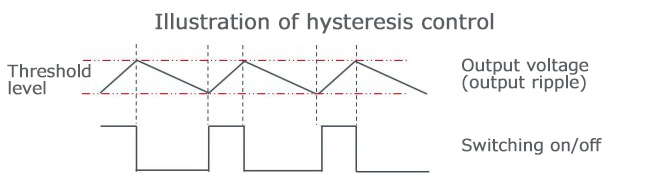 Illustration of hysteresis control
Threshold
level
Output voltage
(output ripple)
Switching on/off